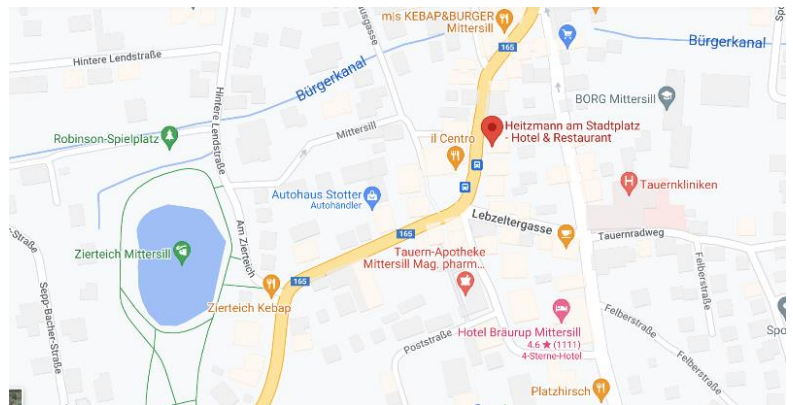 m|s KEBAP&BURGER
Mittersill
165
Bürgerkanal
Hintere Lendstraße
Bürgerkanal
BORG Mittersill
Hintere Lendstraße
Robinson-Spielplatz
Mittersill
il Centro
Heitzmann am Stadtplatz
- Hotel & Restaurant
Tauernkliniken
Autohaus Stotter
Autohändler
Lebzeltergasse
Am Zierteich
165
Tauernradweg
Zierteich Mittersill
Tauern-Apotheke
Mittersill Mag. pharm...
Felberstraße
165
Sepp-Bacher-Straße
Zierteich Kebap
Felberstraße
Hotel Bräurup Mittersill
4.6 ★ (1111)
4-Sterne-Hotel
Poststraße
Felberstraße
Platzhirsch